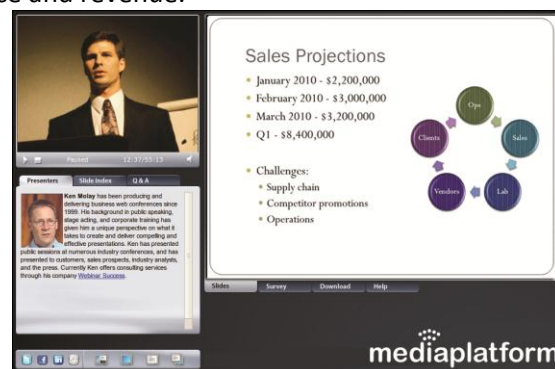 se and revenue.
Paused 12:37/55:13
Presenters Slide Index Q & A
Ken Molay has been producing and
delivering business web conferences since
1999. His background in public speaking,
stage acting, and corporate training has
given him a unique perspective on what it
takes to create and deliver compelling and
effective presentations. Ken has presented
public sessions at numerous industry conferences, and has
presented to customers, sales prospects, industry analysts,
and the press. Currently Ken offers consulting services
through his company Webinar Success.
Sales Projections
• January 2010 - $2,200,000
• February 2010 - $3,000,000
• March 2010 - $3,200,000
• Q1 - $8,400,000
• Challenges:
• Supply chain
• Competitor promotions
• Operations
Ops
Clients
Sales
Vendors
Lab
Slides Survey Download Help
mediaplatform